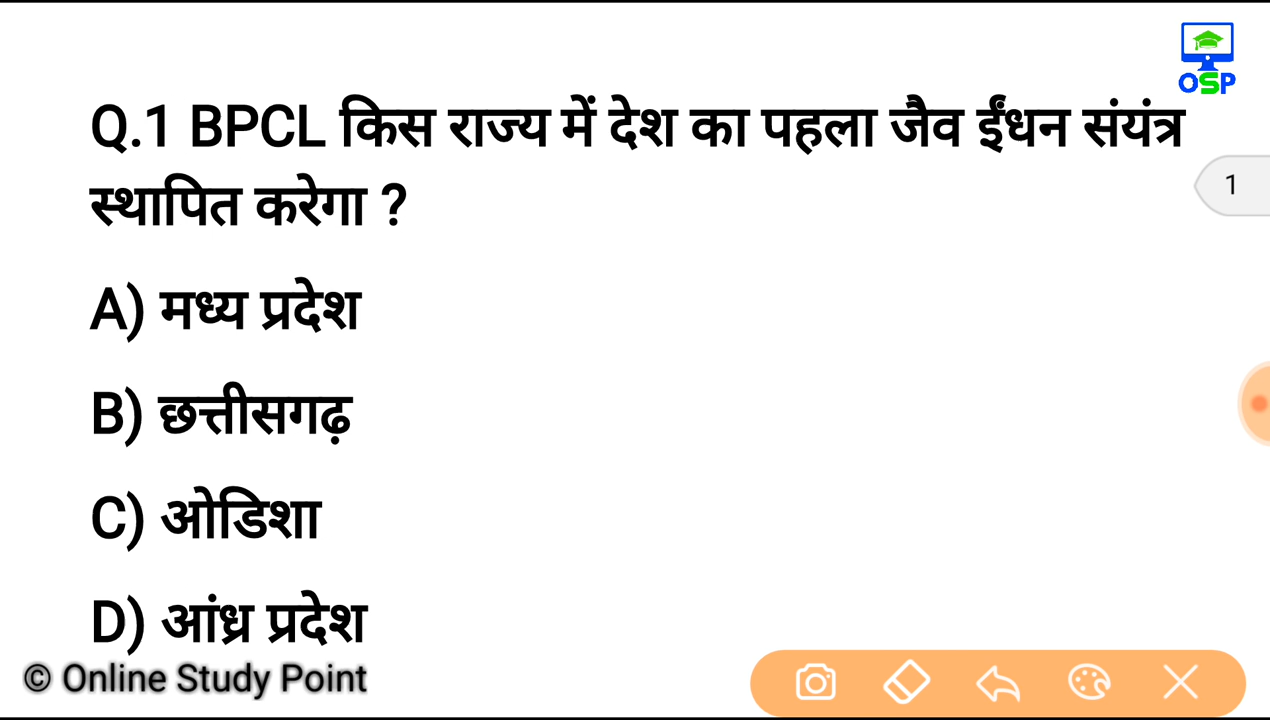 OSP
Q.1 BPCL किस राज्य में देश का पहला जैव ईंधन संयंत्र
स्थापित करेगा ?
1
A) मध्य प्रदेश
B) छत्तीसगढ़
C) ओडिशा
D) आंध्र प्रदेश
© Online Study Point